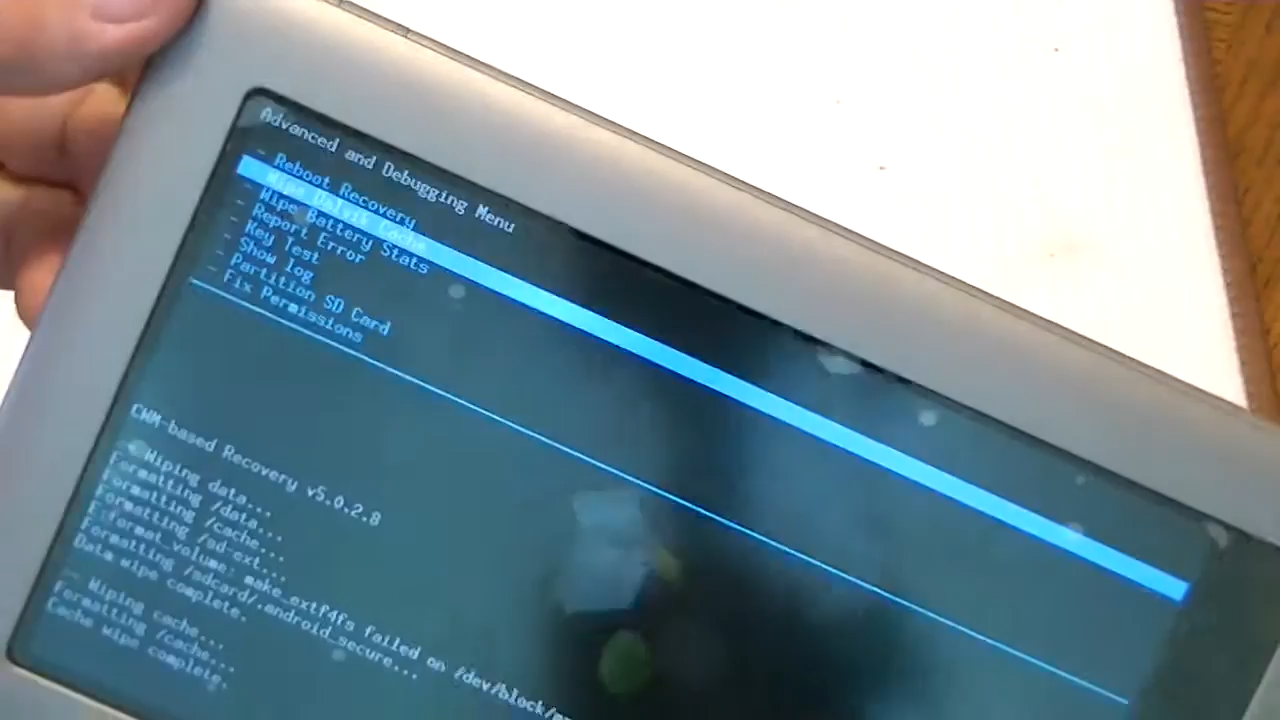 Advanced and Debugging Menu
- Reboot Recovery
- Wipe Dalvik Cache
- Wipe Battery Stats
- Report Error
- Key Test
- Show log
- Partition SD Card
- Fix Permissions
CWM-based Recovery v5.0.2.8
-- Wiping data...
Formatting /data...
Formatting /cache...
Formatting /sd-ext...
E:format_volume: make_extf4fs failed on /dev/block/
Formatting /sdcard/.android_secure...
Data wipe complete.
-- Wiping cache...
Formatting /cache...
Cache wipe complete.